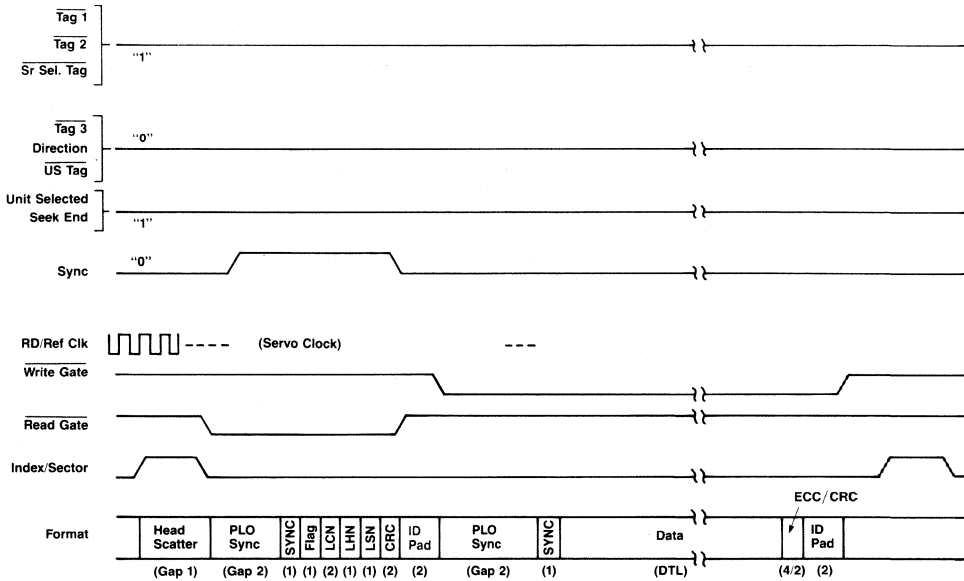 Tag 1
Tag 2
"1"
Sr Sel. Tag
Tag 3
"0"
Direction
US Tag
Unit Selected
Seek End
"1"
"0"
Sync
RD/Ref Clk
(Servo Clock)
Write Gate
Read Gate
Index/Sector
ECC/CRC
Format
Head Scatter
PLO Sync
SYNC
Flag
LCN
LHN
LSN
CRC
ID Pad
PLO Sync
SYNC
Data
ID Pad
(Gap 1) (Gap 2) (1) (1) (2) (1) (1) (2) (2) (Gap 2) (1) (DTL) (4/2) (2)